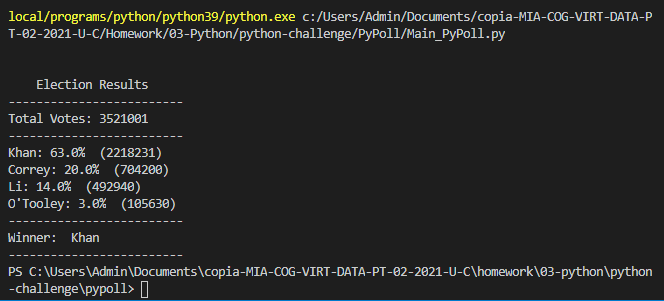 local/programs/python/python39/python.exe c:/Users/Admin/Documents/copia-MIA-COG-VIRT-DATA-P
T-02-2021-U-C/Homework/03-Python/python-challenge/PyPoll/Main_PyPoll.py
Election Results
-------------------------
Total Votes: 3521001
-------------------------
Khan: 63.0%  (2218231)
Correy: 20.0%  (704200)
Li: 14.0%  (492940)
O'Tooley: 3.0%  (105630)
-------------------------
Winner:  Khan
-------------------------
PS C:\Users\Admin\Documents\copia-MIA-COG-VIRT-DATA-PT-02-2021-U-C\homework\03-python\python
-challenge\pypoll>